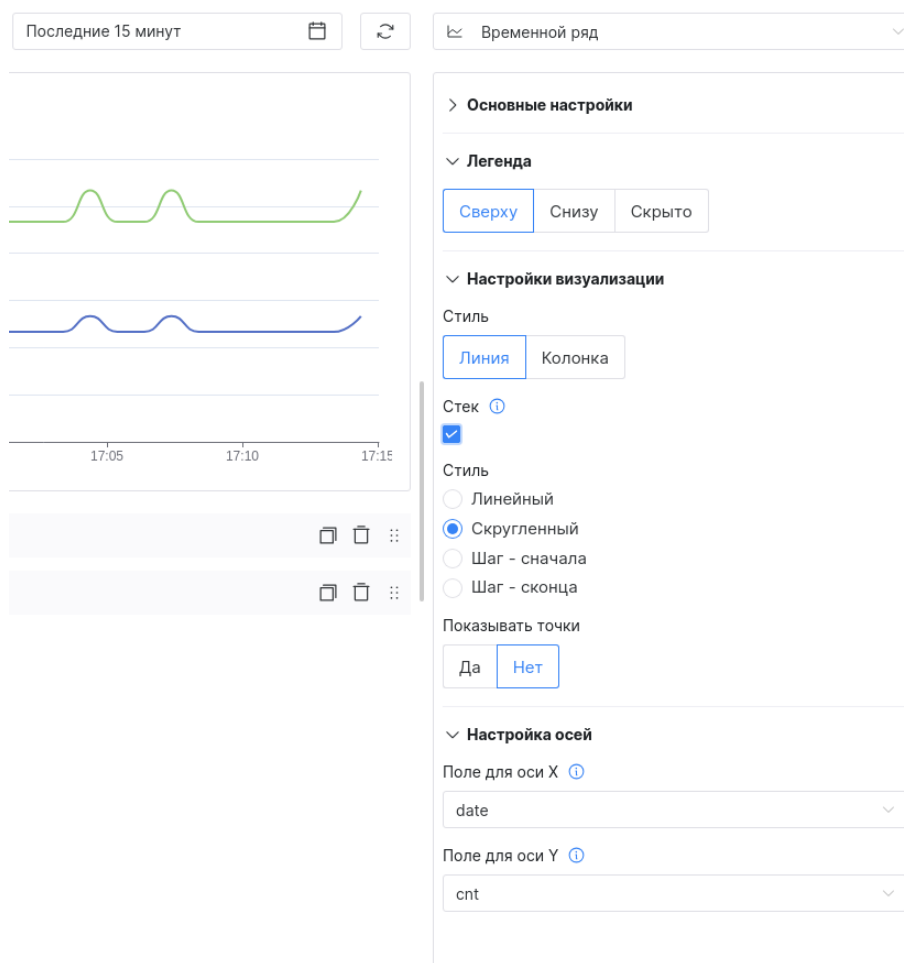 Последние 15 минут
Временной ряд
Основные настройки
Легенда
Сверху Снизу Скрыто
Настройки визуализации
Стиль
Линия Колонка
Стек
17:05 17:10 17:15
Стиль
Линейный
Скругленный
Шаг - сначала
Шаг - сконца
Показывать точки
Да Нет
Настройка осей
Поле для оси X
date
Поле для оси Y
cnt